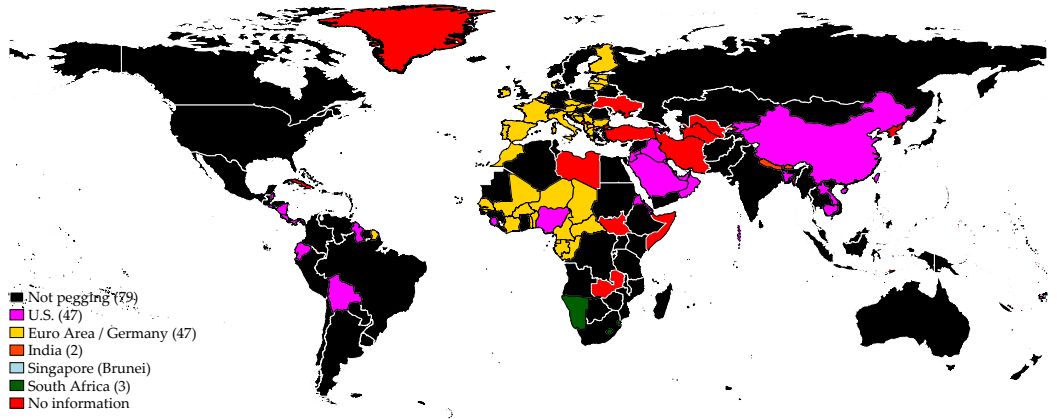 Not pegging (79)
U.S. (47)
Euro Area / Germany (47)
India (2)
Singapore (Brunei)
South Africa (3)
No information